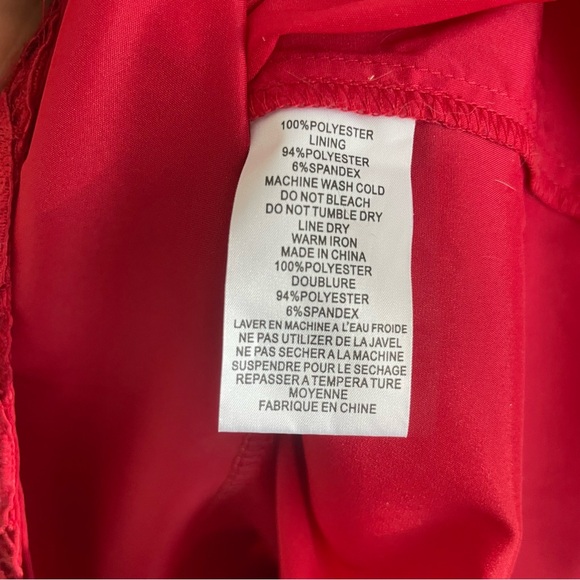 100%POLYESTER
LINING
94%POLYESTER
6%SPANDEX
MACHINE WASH COLD
DO NOT BLEACH
DO NOT TUMBLE DRY
LINE DRY
WARM IRON
MADE IN CHINA
100%POLYESTER
DOUBLURE
94%POLYESTER
6%SPANDEX
LAVER EN MACHINE A L'EAU FROIDE
NE PAS UTILIZER DE LA JAVEL
NE PAS SECHER A LA MACHINE
SUSPENDRE POUR LE SECHAGE
REPASSER A TEMPERATURE
MOYENNE
FABRIQUE EN CHINE